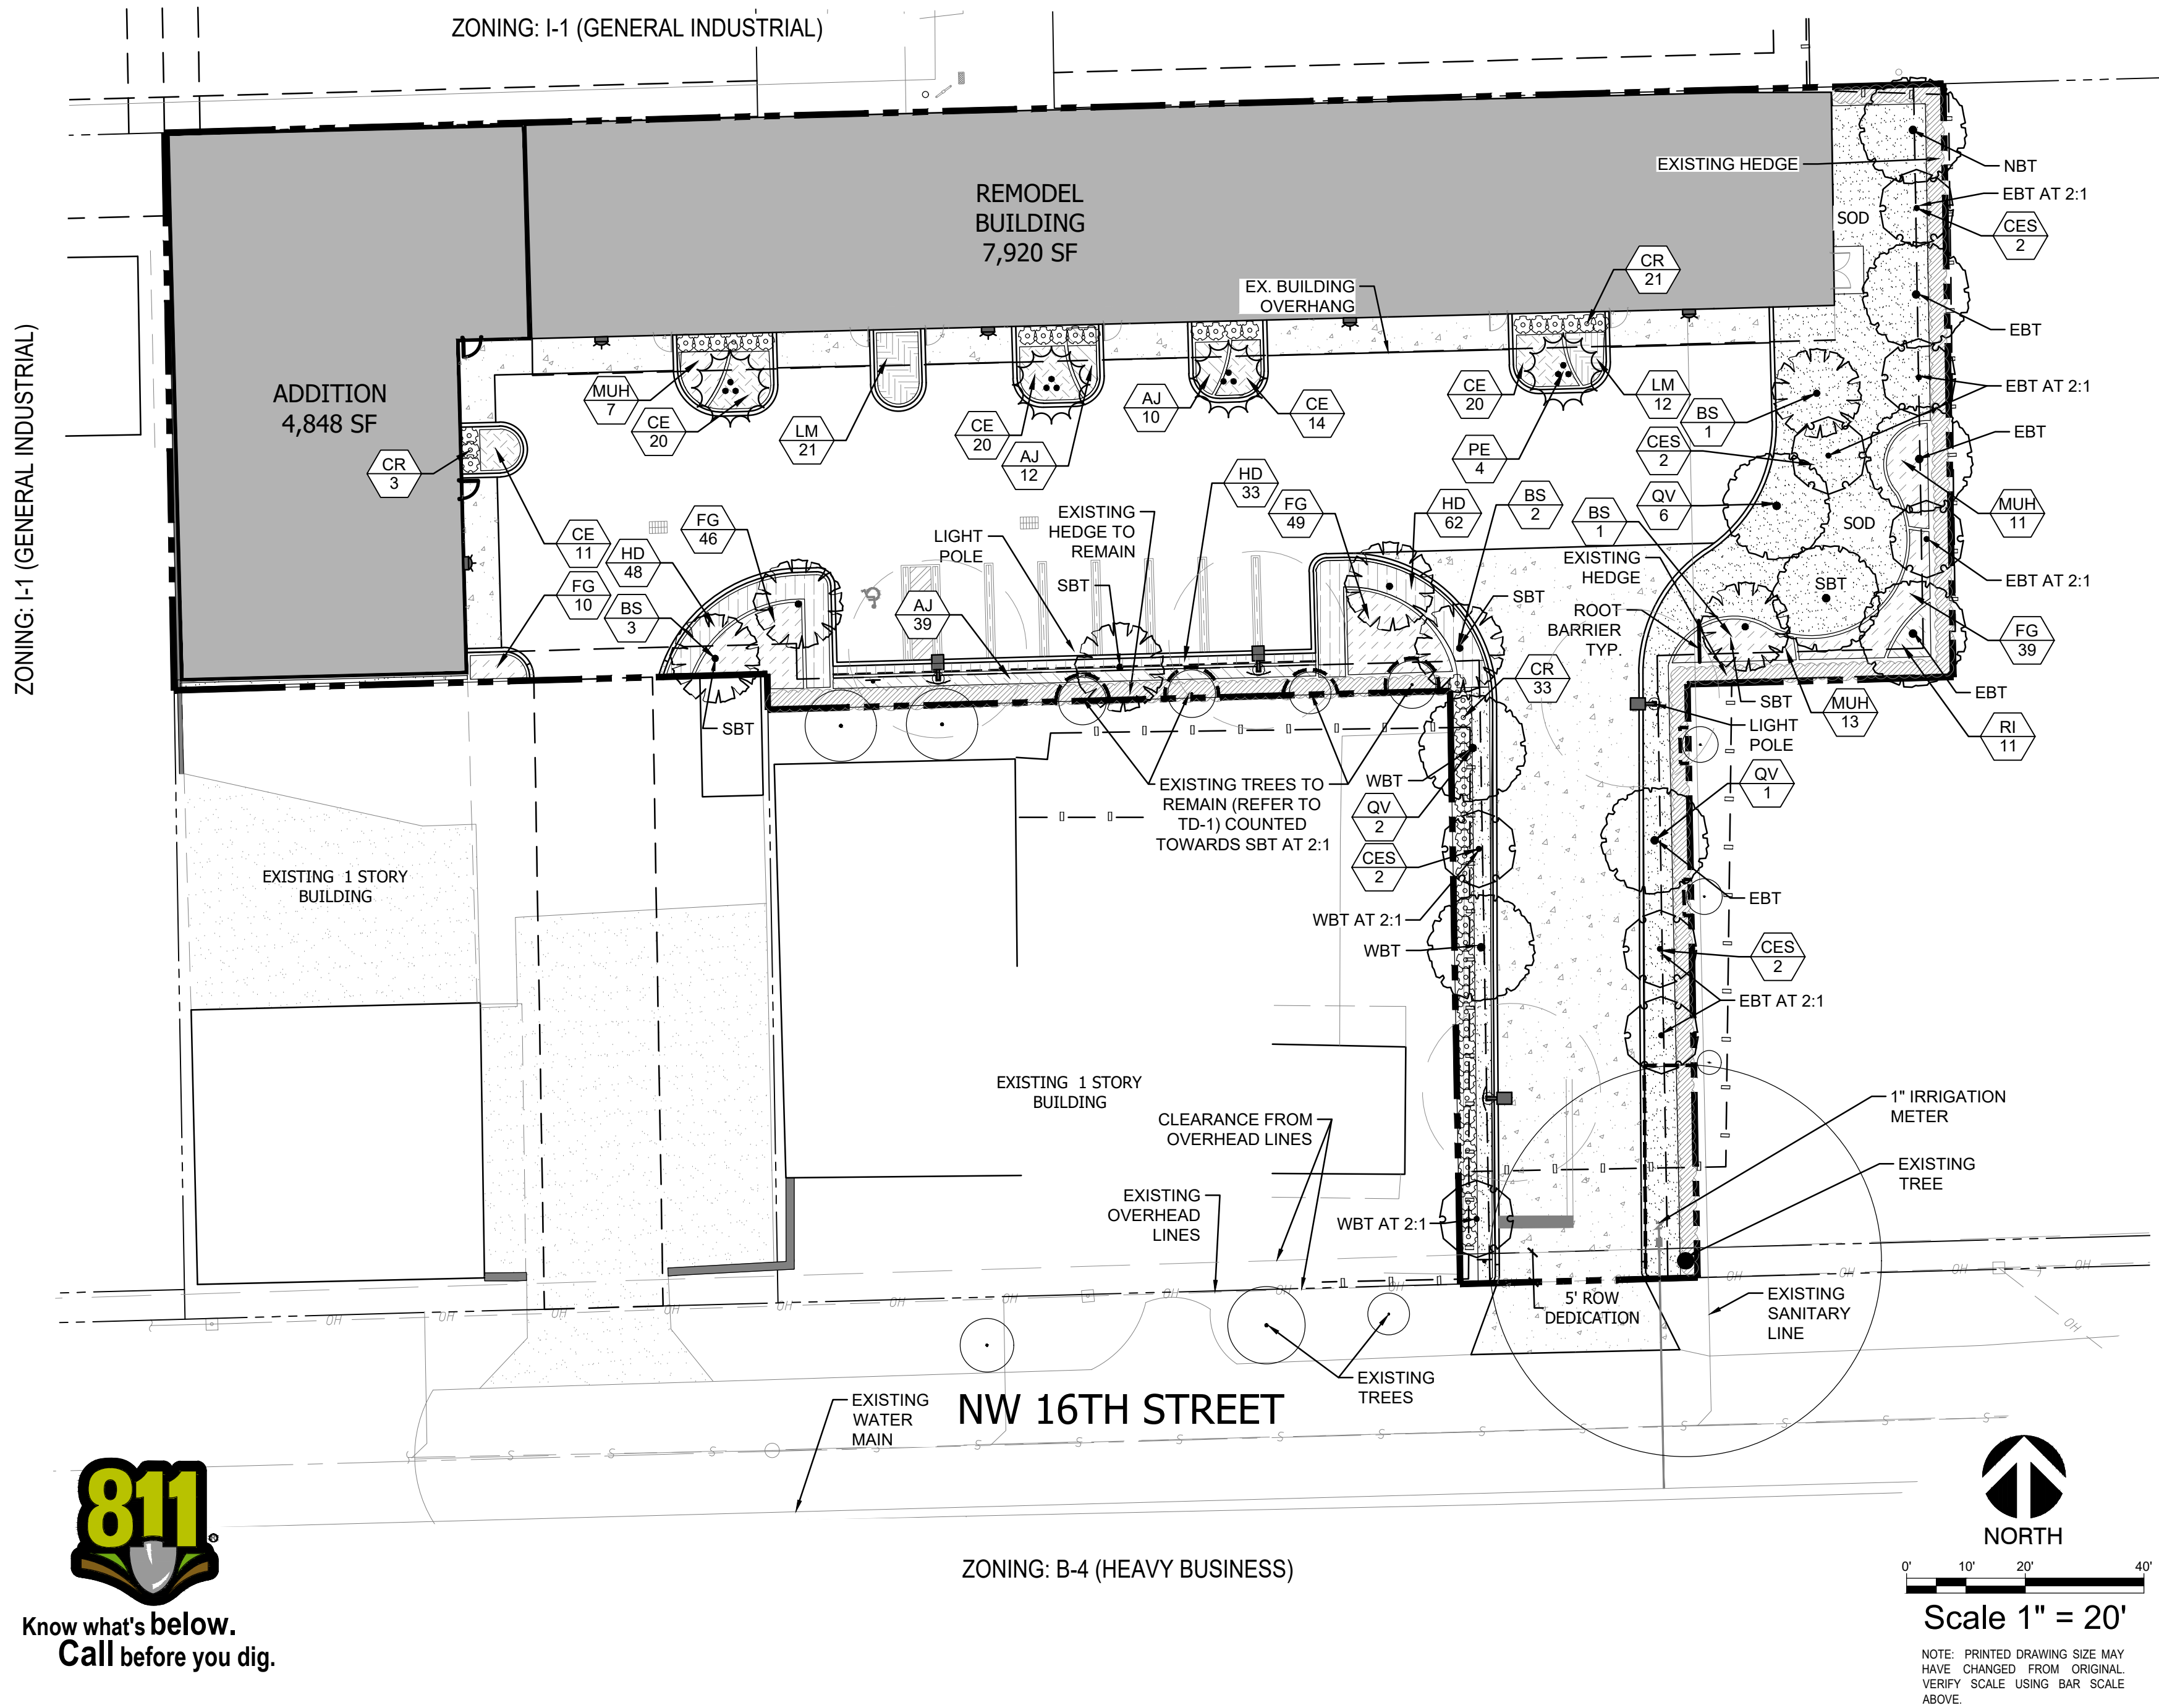 ZONING: I-1 (GENERAL INDUSTRIAL)
ZONING: I-1 (GENERAL INDUSTRIAL)
REMODEL
BUILDING
7,920 SF
ADDITION
4,848 SF
EXISTING HEDGE
NBT
EBT AT 2:1
CES
2
SOD
EBT
EX. BUILDING
OVERHANG
CR
21
EBT AT 2:1
MUH
7
CE
20
LM
21
CE
20
AJ
12
AJ
10
CE
14
CE
20
PE
4
LM
12
BS
1
CES
2
QV
6
EBT
CR
3
CE
11
FG
10
HD
48
BS
3
FG
46
LIGHT
POLE
EXISTING
HEDGE TO
REMAIN
SBT
HD
33
FG
49
HD
62
BS
2
BS
1
SOD
MUH
11
EBT AT 2:1
EXISTING
HEDGE
SBT
ROOT
BARRIER
TYP.
SBT
AJ
39
CR
33
FG
39
EBT
RI
11
SBT
MUH
13
LIGHT
POLE
SBT
EXISTING TREES TO
REMAIN (REFER TO
TD-1) COUNTED
TOWARDS SBT AT 2:1
WBT
QV
2
CES
2
QV
1
EBT
WBT AT 2:1
WBT
CES
2
EBT AT 2:1
EXISTING 1 STORY
BUILDING
EXISTING 1 STORY
BUILDING
CLEARANCE FROM
OVERHEAD LINES
1" IRRIGATION
METER
EXISTING
TREE
EXISTING
OVERHEAD
LINES
WBT AT 2:1
5' ROW
DEDICATION
EXISTING
SANITARY
LINE
OH OH OH OH OH OH OH OH OH OH OH
EXISTING
TREES
EXISTING
WATER
MAIN
NW 16TH STREET
S S S S S S S S S S S S
ZONING: B-4 (HEAVY BUSINESS)
811
Know what's below.
Call before you dig.
NORTH
0' 10' 20' 40'
Scale 1" = 20'
NOTE: PRINTED DRAWING SIZE MAY
HAVE CHANGED FROM ORIGINAL.
VERIFY SCALE USING BAR SCALE
ABOVE.